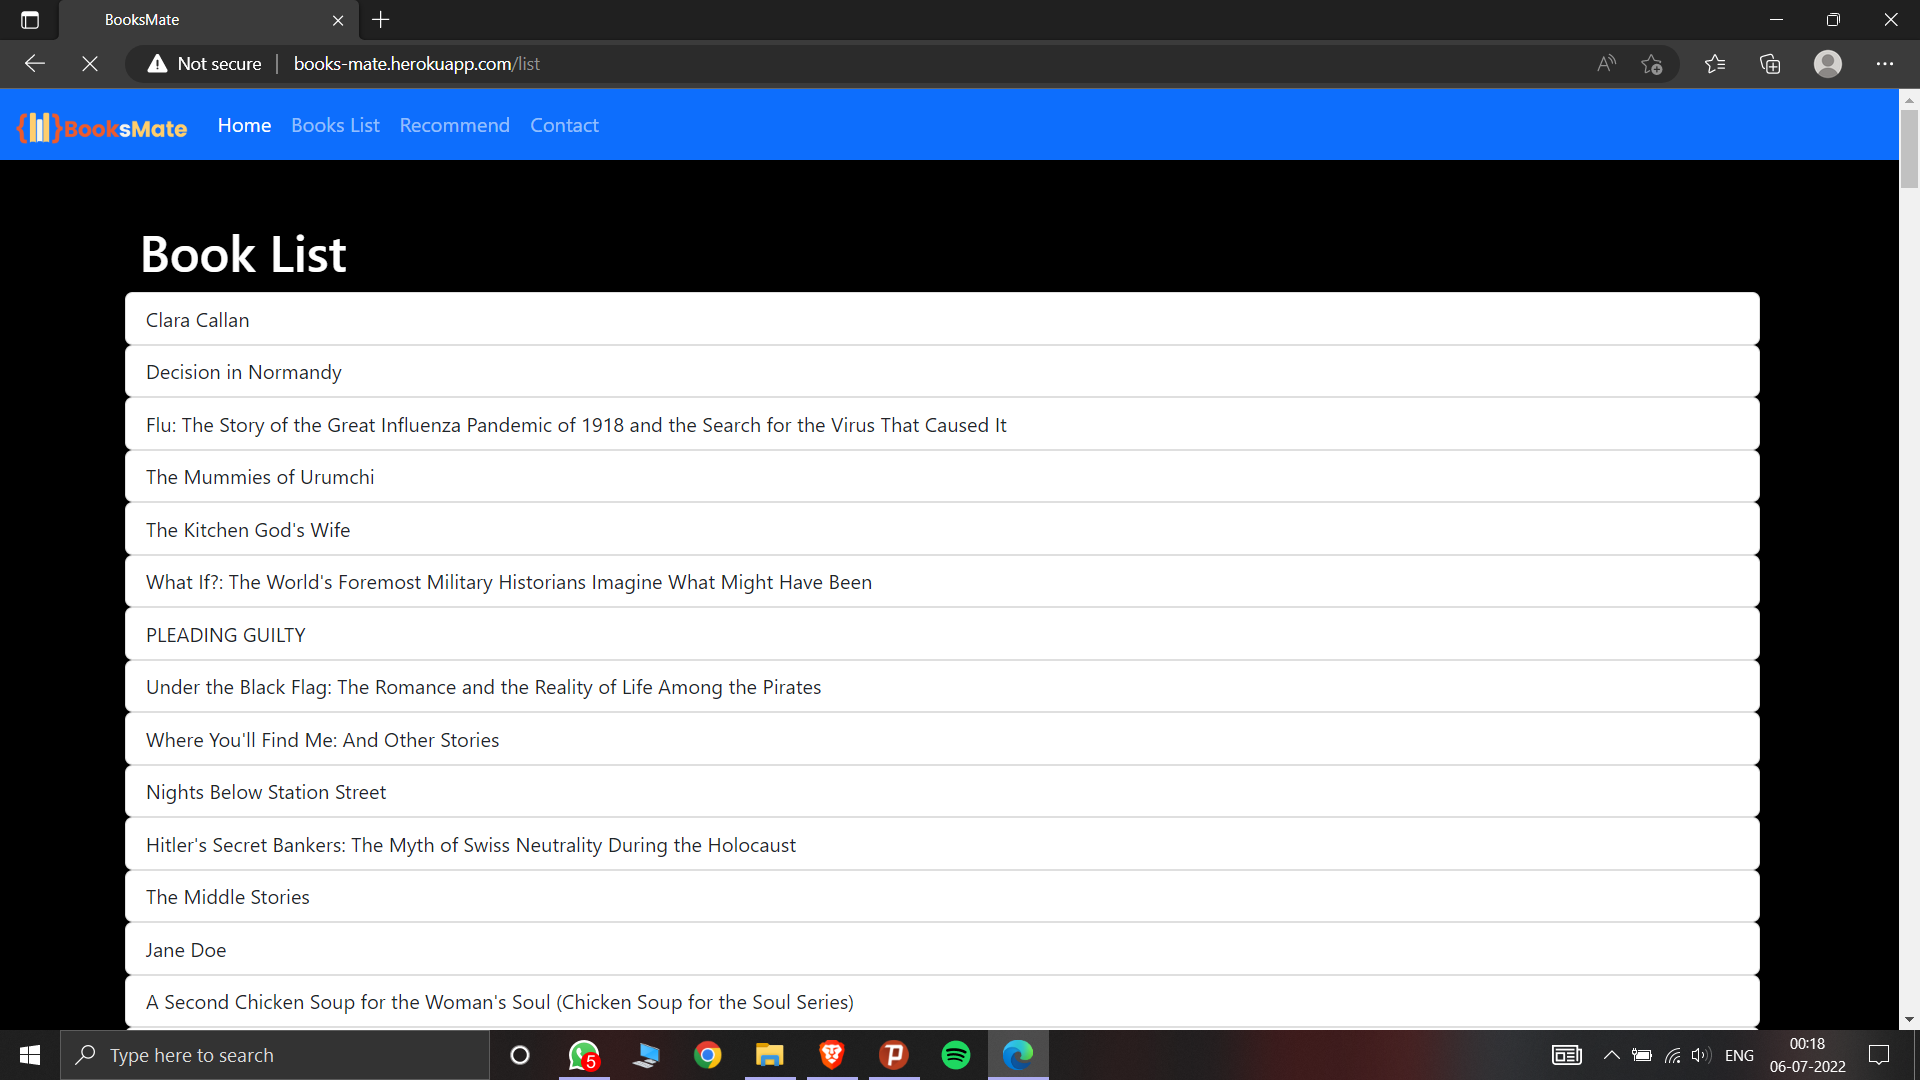 BooksMate
Not secure
books-mate.herokuapp.com/list
BooksMate
Home
Books List
Recommend
Contact
Book List
Clara Callan
Decision in Normandy
Flu: The Story of the Great Influenza Pandemic of 1918 and the Search for the Virus That Caused It
The Mummies of Urumchi
The Kitchen God's Wife
What If?: The World's Foremost Military Historians Imagine What Might Have Been
PLEADING GUILTY
Under the Black Flag: The Romance and the Reality of Life Among the Pirates
Where You'll Find Me: And Other Stories
Nights Below Station Street
Hitler's Secret Bankers: The Myth of Swiss Neutrality During the Holocaust
The Middle Stories
Jane Doe
A Second Chicken Soup for the Woman's Soul (Chicken Soup for the Soul Series)
Type here to search
5
ENG
00:18
06-07-2022